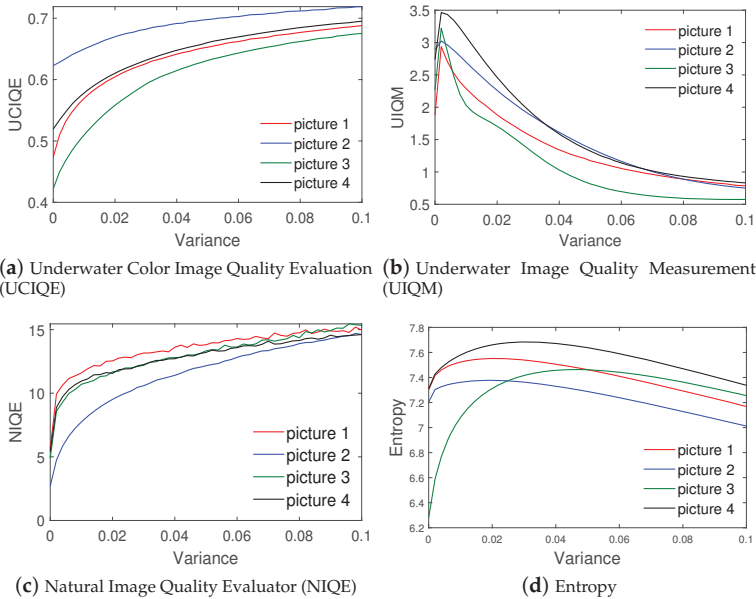 0.7
0.6
0.5
0.4
UCIQE
picture 1
picture 2
picture 3
picture 4
0 0.02 0.04 0.06 0.08 0.1
Variance
(a) Underwater Color Image Quality Evaluation
(UCIQE)
3.5
3
2.5
2
1.5
1
0.5
UIQM
picture 1
picture 2
picture 3
picture 4
0 0.02 0.04 0.06 0.08 0.1
Variance
(b) Underwater Image Quality Measurement
(UIQM)
15
10
5
0
NIQE
picture 1
picture 2
picture 3
picture 4
0 0.02 0.04 0.06 0.08 0.1
Variance
(c) Natural Image Quality Evaluator (NIQE)
7.8
7.6
7.4
7.2
7
6.8
6.6
6.4
6.2
Entropy
picture 1
picture 2
picture 3
picture 4
0 0.02 0.04 0.06 0.08 0.1
Variance
(d) Entropy